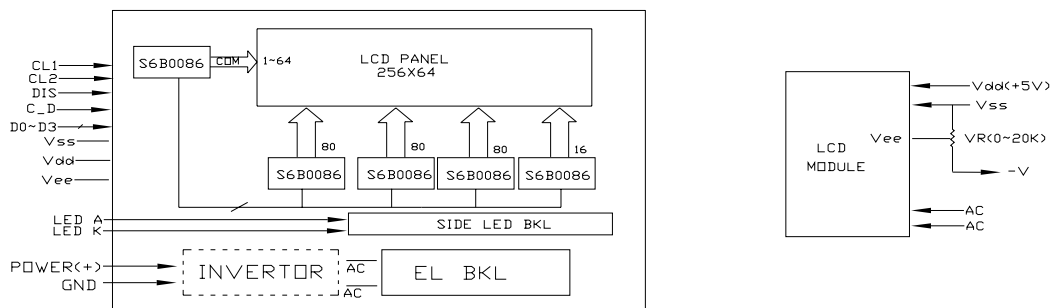 CL1
CL2
DIS
C_D
D0~D3
Vss
Vdd
Vee
LED A
LED K
POWER(+)
GND
S6B0086
COM
1~64
LCD PANEL
256X64
80
80
80
16
S6B0086
S6B0086
S6B0086
S6B0086
SIDE LED BKL
INVERTOR
AC
AC
EL BKL
LCD
MODULE
Vee
Vdd(+5V)
Vss
VR(0~20K)
-V
AC
AC